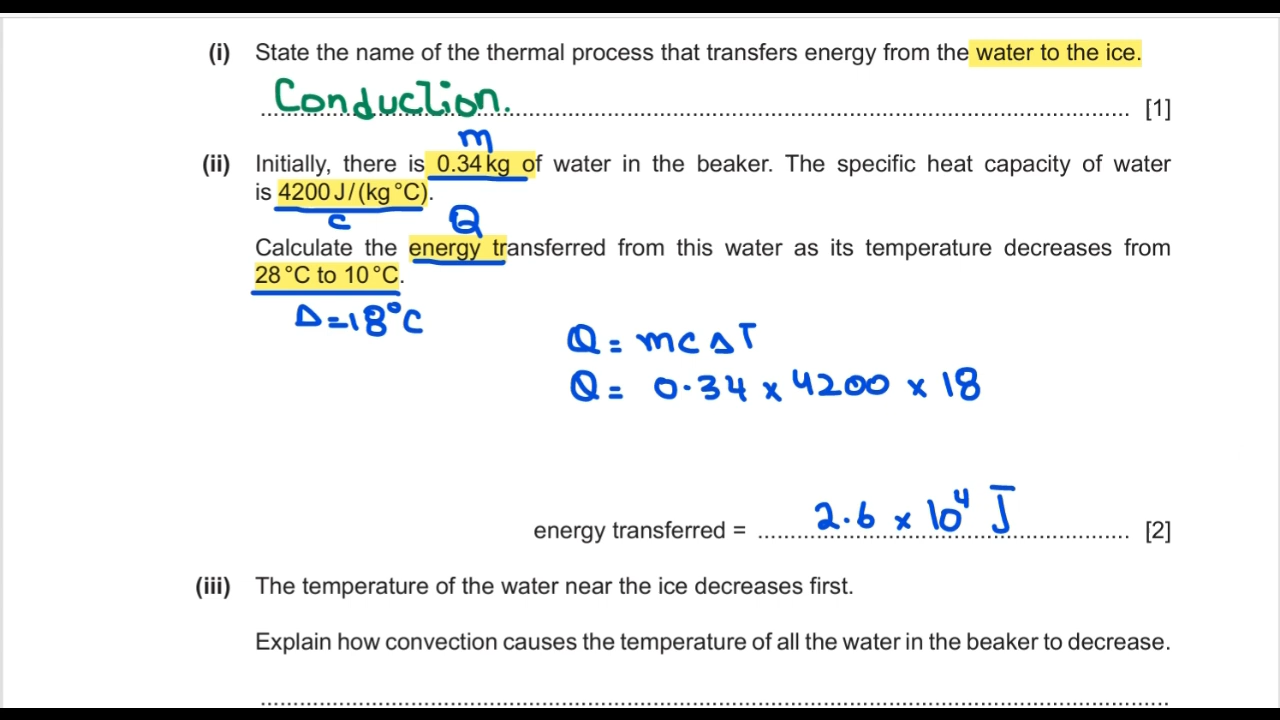 (i) State the name of the thermal process that transfers energy from the water to the ice.
Conduction. [1]
m
(ii) Initially, there is 0.34 kg of water in the beaker. The specific heat capacity of water
is 4200 J/(kg °C).
c
Q
Calculate the energy transferred from this water as its temperature decreases from
28 °C to 10 °C.
Δ=18°C
Q = mcΔT
Q = 0.34 × 4200 × 18
energy transferred = 2.6 × 10⁴ J [2]
(iii) The temperature of the water near the ice decreases first.
Explain how convection causes the temperature of all the water in the beaker to decrease.